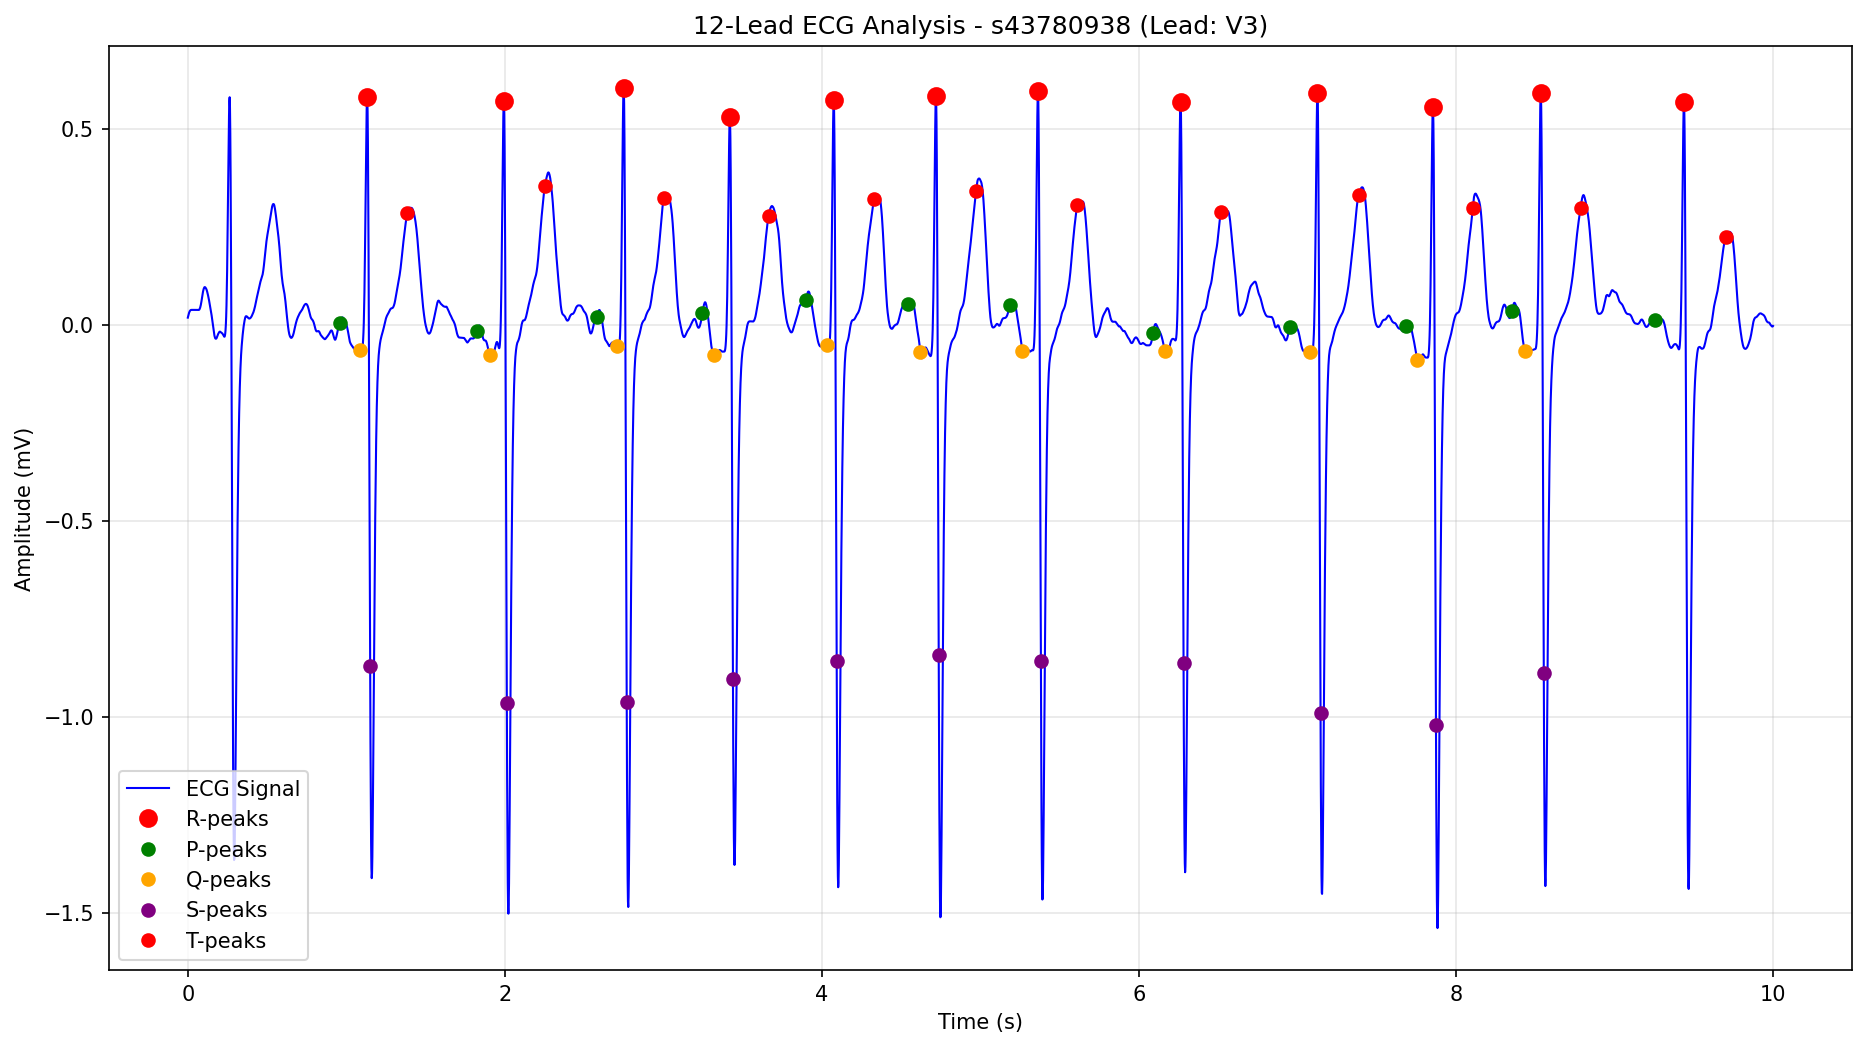 12-Lead ECG Analysis - s43780938 (Lead: V3)
Amplitude (mV)
0.5
0.0
−0.5
−1.0
−1.5
ECG Signal
R-peaks
P-peaks
Q-peaks
S-peaks
T-peaks
0 2 4 6 8 10
Time (s)